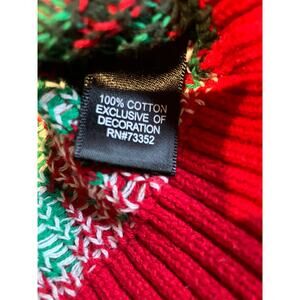 100% COTTON
EXCLUSIVE OF
DECORATION
RN#73352